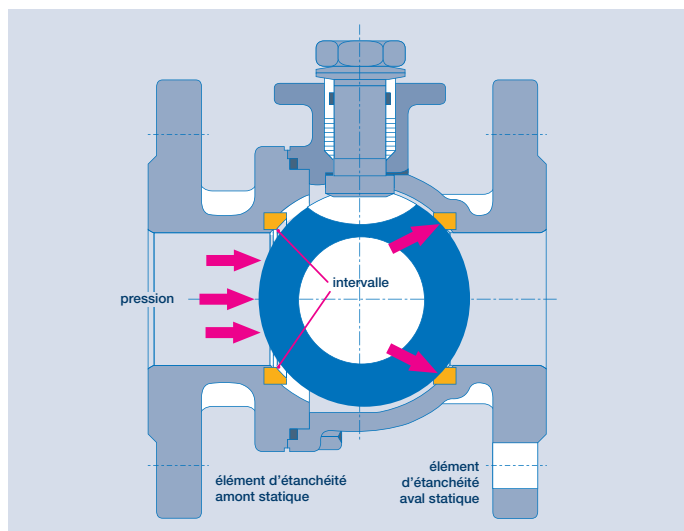 intervalle
pression
élément d'étanchéité
amont statique
élément
d'étanchéité
aval statique